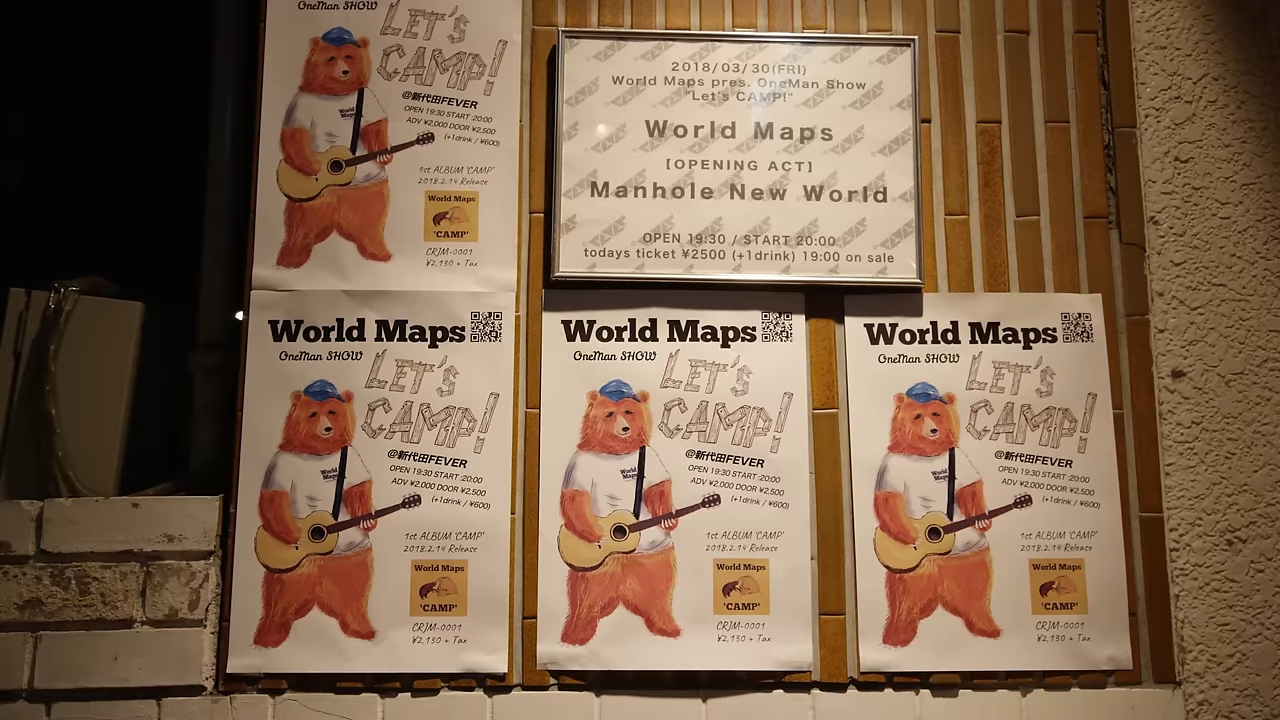 OneMan SHOW
LET'S
CAMP!
World
Maps
@新代田FEVER
OPEN 19:30 START :20:00
ADV ¥2,000 DOOR ¥2,500
(+1drink / ¥600)
1st ALBUM 'CAMP'
2018.2.14 Release
World Maps
'CAMP'
CRJM-0001
¥2,130 + Tax
2018/03/30(FRI)
World Maps pres. OneMan Show
"Let's CAMP!"
World Maps
[OPENING ACT]
Manhole New World
OPEN 19:30 / START 20:00
todays ticket ¥2500 (+1drink) 19:00 on sale
World Maps
OneMan SHOW
LET'S
CAMP!
World
Maps
@新代田FEVER
OPEN 19:30 START :20:00
ADV ¥2,000 DOOR ¥2,500
(+1drink / ¥600)
1st ALBUM 'CAMP'
2018.2.14 Release
World Maps
'CAMP'
CRJM-0001
¥2,130 + Tax
World Maps
OneMan SHOW
LET'S
CAMP!
World
Maps
@新代田FEVER
OPEN 19:30 START :20:00
ADV ¥2,000 DOOR ¥2,500
(+1drink / ¥600)
1st ALBUM 'CAMP'
2018.2.14 Release
World Maps
'CAMP'
CRJM-0001
¥2,130 + Tax
World Maps
OneMan SHOW
LET'S
CAMP!
World
Maps
@新代田FEVER
OPEN 19:30 START :20:00
ADV ¥2,000 DOOR ¥2,500
(+1drink / ¥600)
1st ALBUM 'CAMP'
2018.2.14 Release
World Maps
'CAMP'
CRJM-0001
¥2,130 + Tax